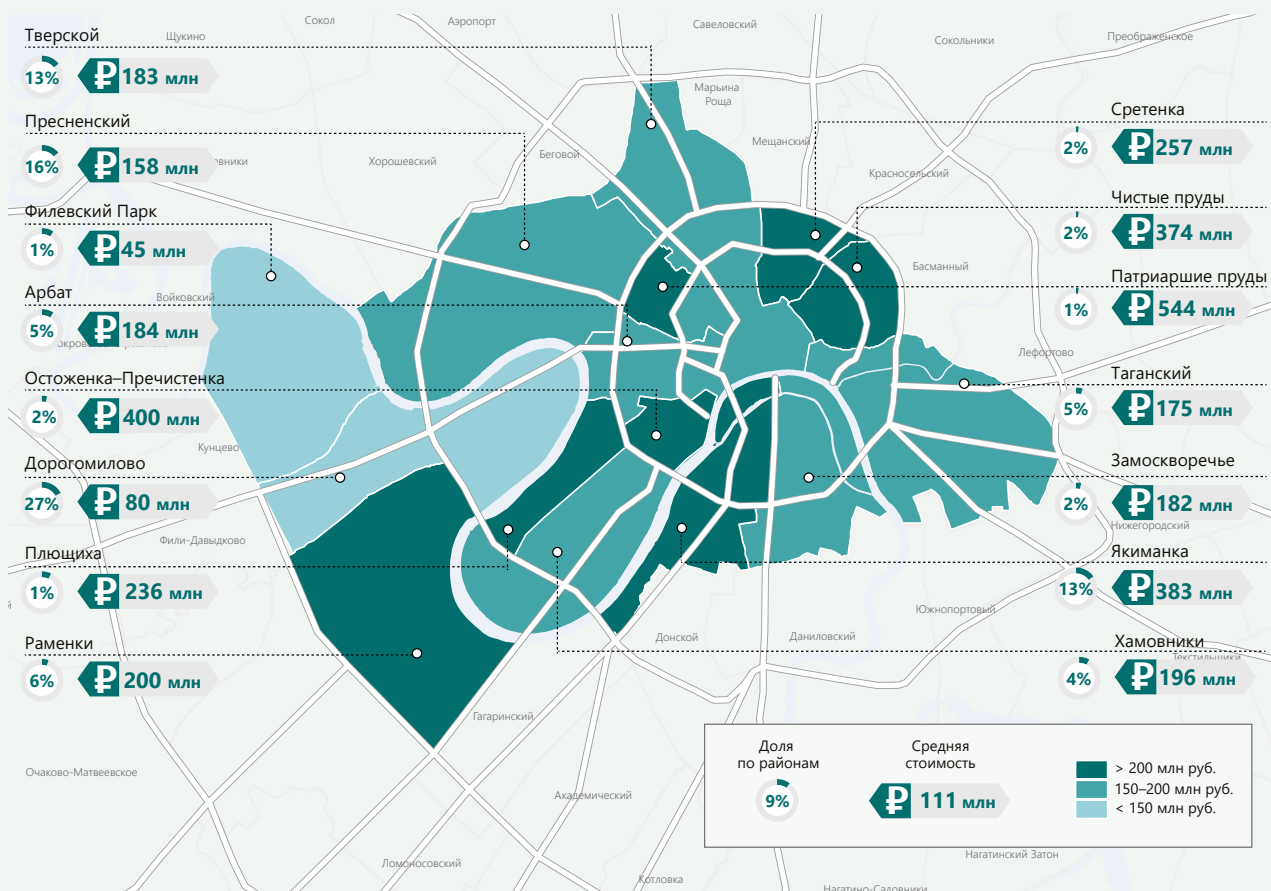 Сокол
Аэропорт
Савеловский
Щукино
Сокольники
Преображенское
Тверской
13%
₽ 183 млн
Марьина
Роща
Мещанский
Красносельский
Пресненский
16%
₽ 158 млн
Хорошевский
Беговой
Сретенка
2%
₽ 257 млн
Филевский Парк
1%
₽ 45 млн
Чистые пруды
2%
₽ 374 млн
Басманный
Арбат
5%
₽ 184 млн
Войковский
Патриаршие пруды
1%
₽ 544 млн
Лефортово
Остоженка–Пречистенка
2%
₽ 400 млн
Таганский
5%
₽ 175 млн
Кунцево
Дорогомилово
27%
₽ 80 млн
Замоскворечье
2%
₽ 182 млн
Нижегородский
Фили-Давыдково
Плющиха
1%
₽ 236 млн
Якиманка
13%
₽ 383 млн
Южнопортовый
Раменки
6%
₽ 200 млн
Донской
Даниловский
Хамовники
Текстильщики
4%
₽ 196 млн
Гагаринский
Очаково-Матвеевское
Академический
Ломоносовский
Котловка
Доля
по районам
9%
Средняя
стоимость
₽ 111 млн
> 200 млн руб.
150–200 млн руб.
< 150 млн руб.
Нагатинский Затон
Нагатино-Садовники